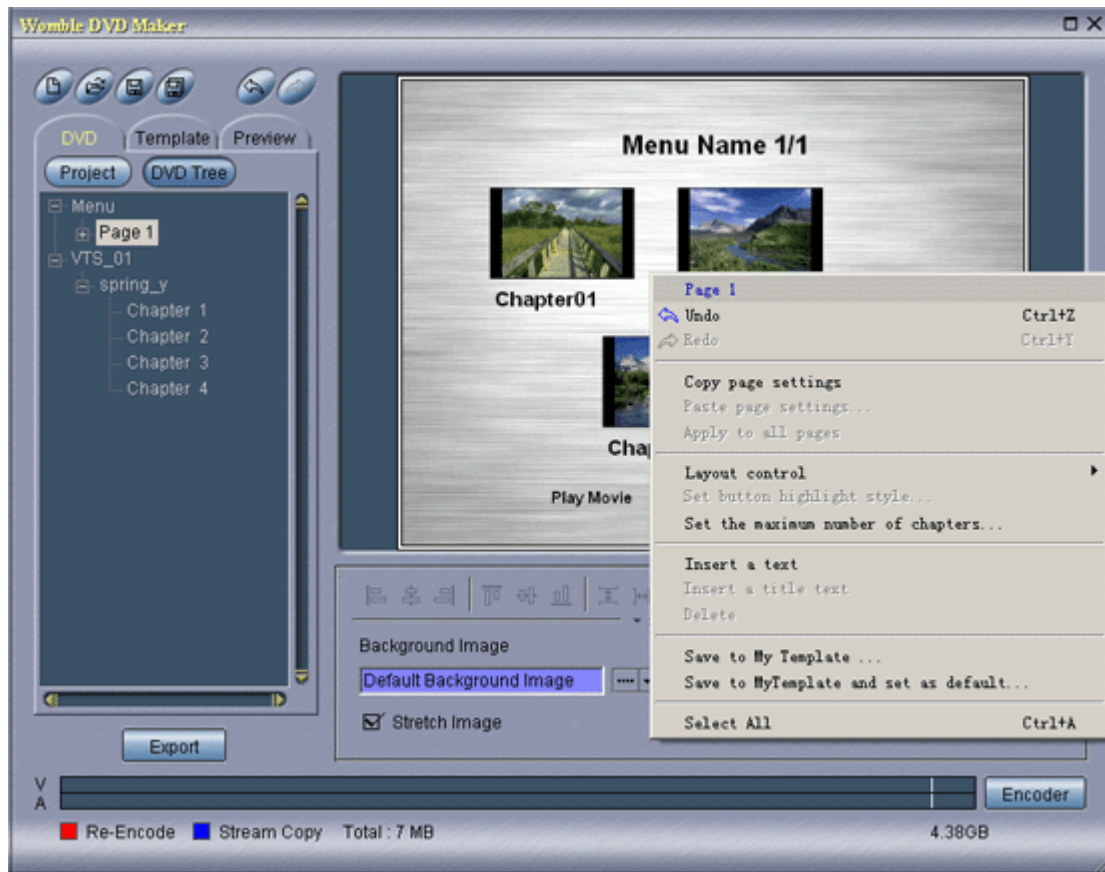 Womble DVD Maker
DVD Template Preview
Project DVD Tree
Menu
Page 1
VTS_01
spring_y
Chapter 1
Chapter 2
Chapter 3
Chapter 4
Export
Menu Name 1/1
Chapter01
Cha
Play Movie
Page 1
Undo Ctrl+Z
Redo Ctrl+Y
Copy page settings
Paste page settings...
Apply to all pages
Layout control
Set button highlight style...
Set the maximum number of chapters...
Insert a text
Insert a title text
Delete
Save to My Template ...
Save to MyTemplate and set as default...
Select All Ctrl+A
Background Image
Default Background Image
Stretch Image
V
A
Encoder
Re-Encode Stream Copy Total : 7 MB 4.38GB